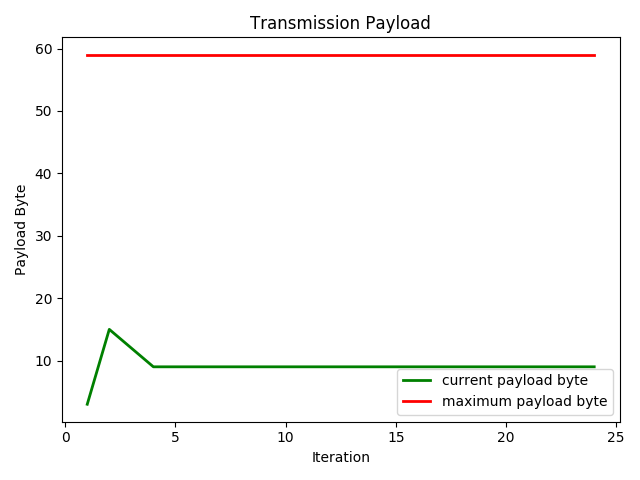 Transmission Payload
Payload Byte
60
50
40
30
20
10
0 5 10 15 20 25
Iteration
current payload byte
maximum payload byte